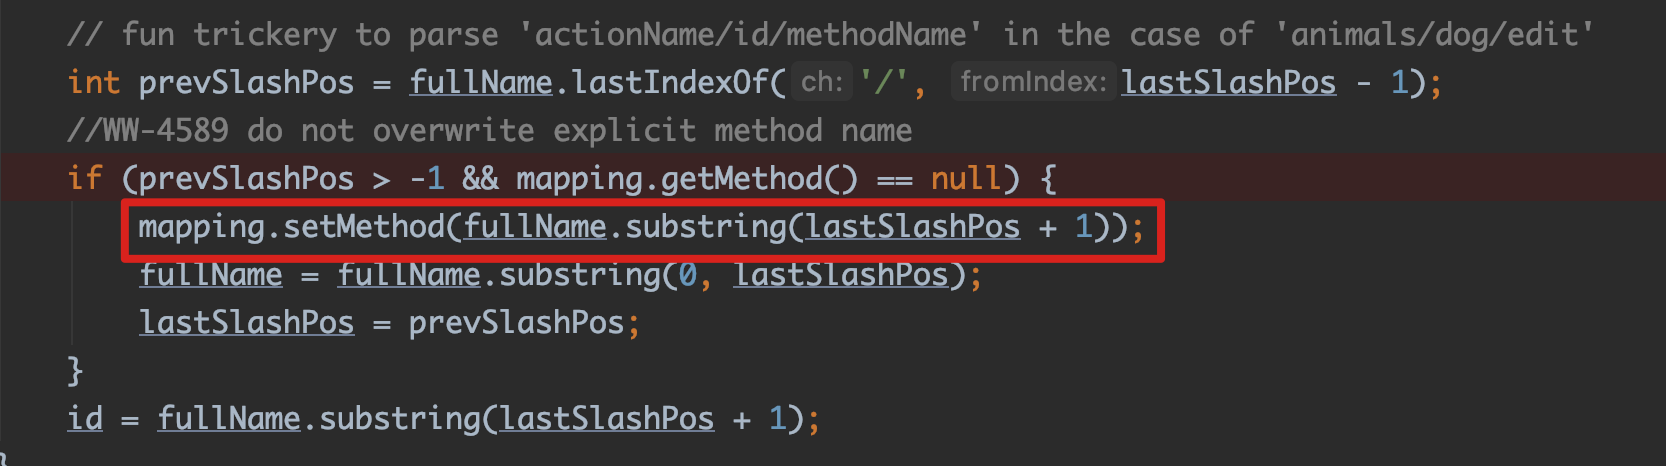 // fun trickery to parse 'actionName/id/methodName' in the case of 'animals/dog/edit'
int prevSlashPos = fullName.lastIndexOf( ch: '/', fromIndex: lastSlashPos - 1);
//WW-4589 do not overwrite explicit method name
if (prevSlashPos > -1 && mapping.getMethod() == null) {
mapping.setMethod(fullName.substring(lastSlashPos + 1));
fullName = fullName.substring(0, lastSlashPos);
lastSlashPos = prevSlashPos;
}
id = fullName.substring(lastSlashPos + 1);
}